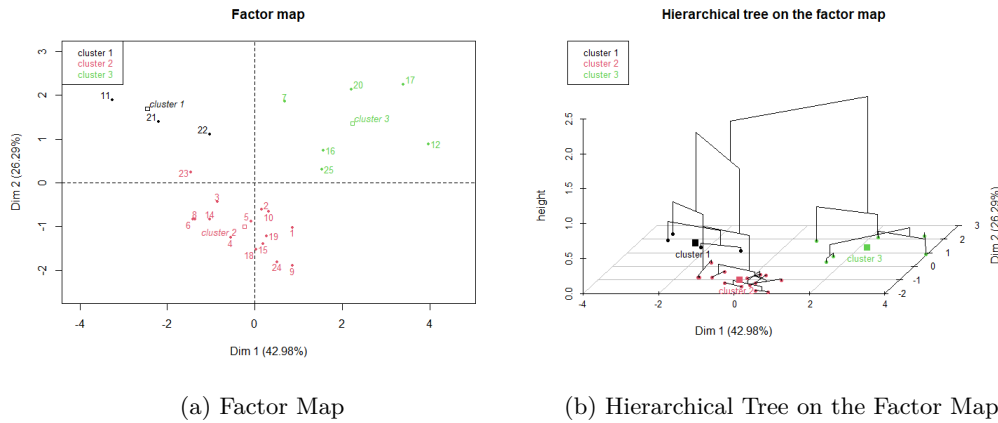 Factor map
cluster 1
cluster 2
cluster 3
3
2
1
0
-1
-2
Dim 2 (26.29%)
11
cluster 1
21
22
23
7
20
17
cluster 3
16
12
25
3
2
8
14
5
10
6
cluster 2
1
4
19
18
15
24
9
-4
-2
0
2
4
Dim 1 (42.98%)
(a) Factor Map
Hierarchical tree on the factor map
cluster 1
cluster 2
cluster 3
2.5
2.0
1.5
1.0
0.5
0.0
height
cluster 1
cluster 2
cluster 3
3
2
1
0
-1
-2
Dim 2 (26.29%)
-4
-2
0
2
4
Dim 1 (42.98%)
(b) Hierarchical Tree on the Factor Map